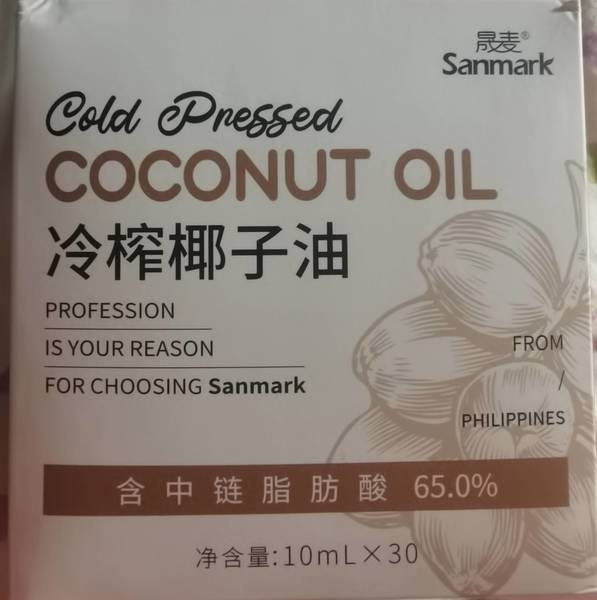 晟麦®
Sanmark
Cold Pressed
COCONUT OIL
冷榨椰子油
PROFESSION
IS YOUR REASON
FOR CHOOSING Sanmark
FROM
/
PHILIPPINES
含中链脂肪酸 65.0%
净含量:10mL×30